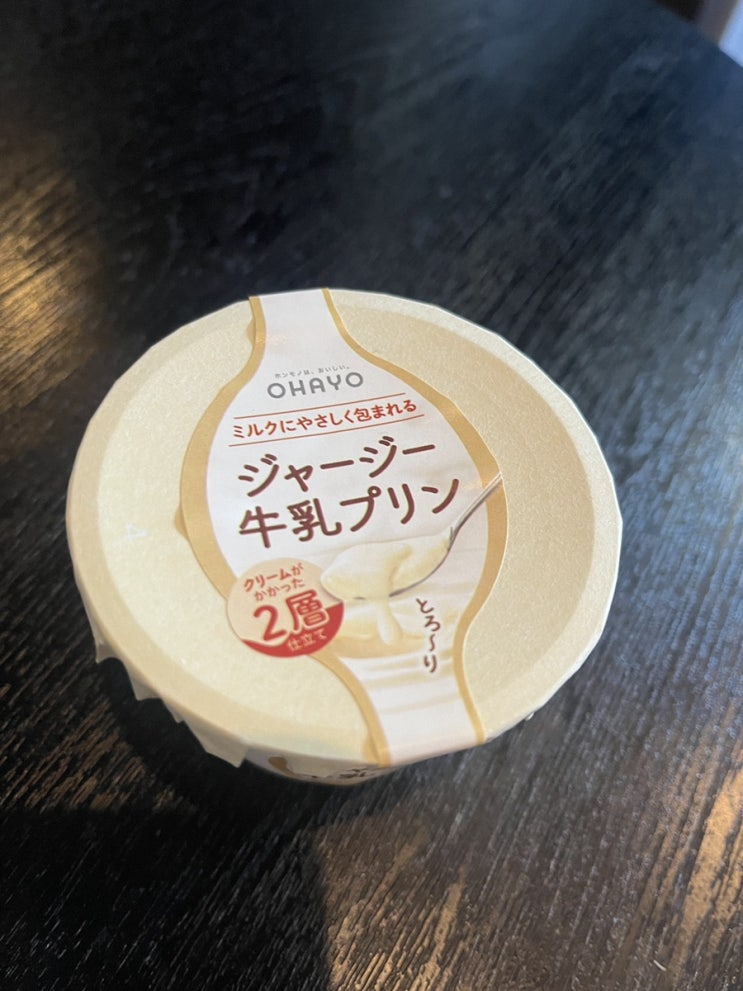 ホンモノは、おいしい。
OHAYO
ミルクにやさしく包まれる
ジャージー
牛乳プリン
クリームが
かかった
2層
仕立て
とろ〜り
乳